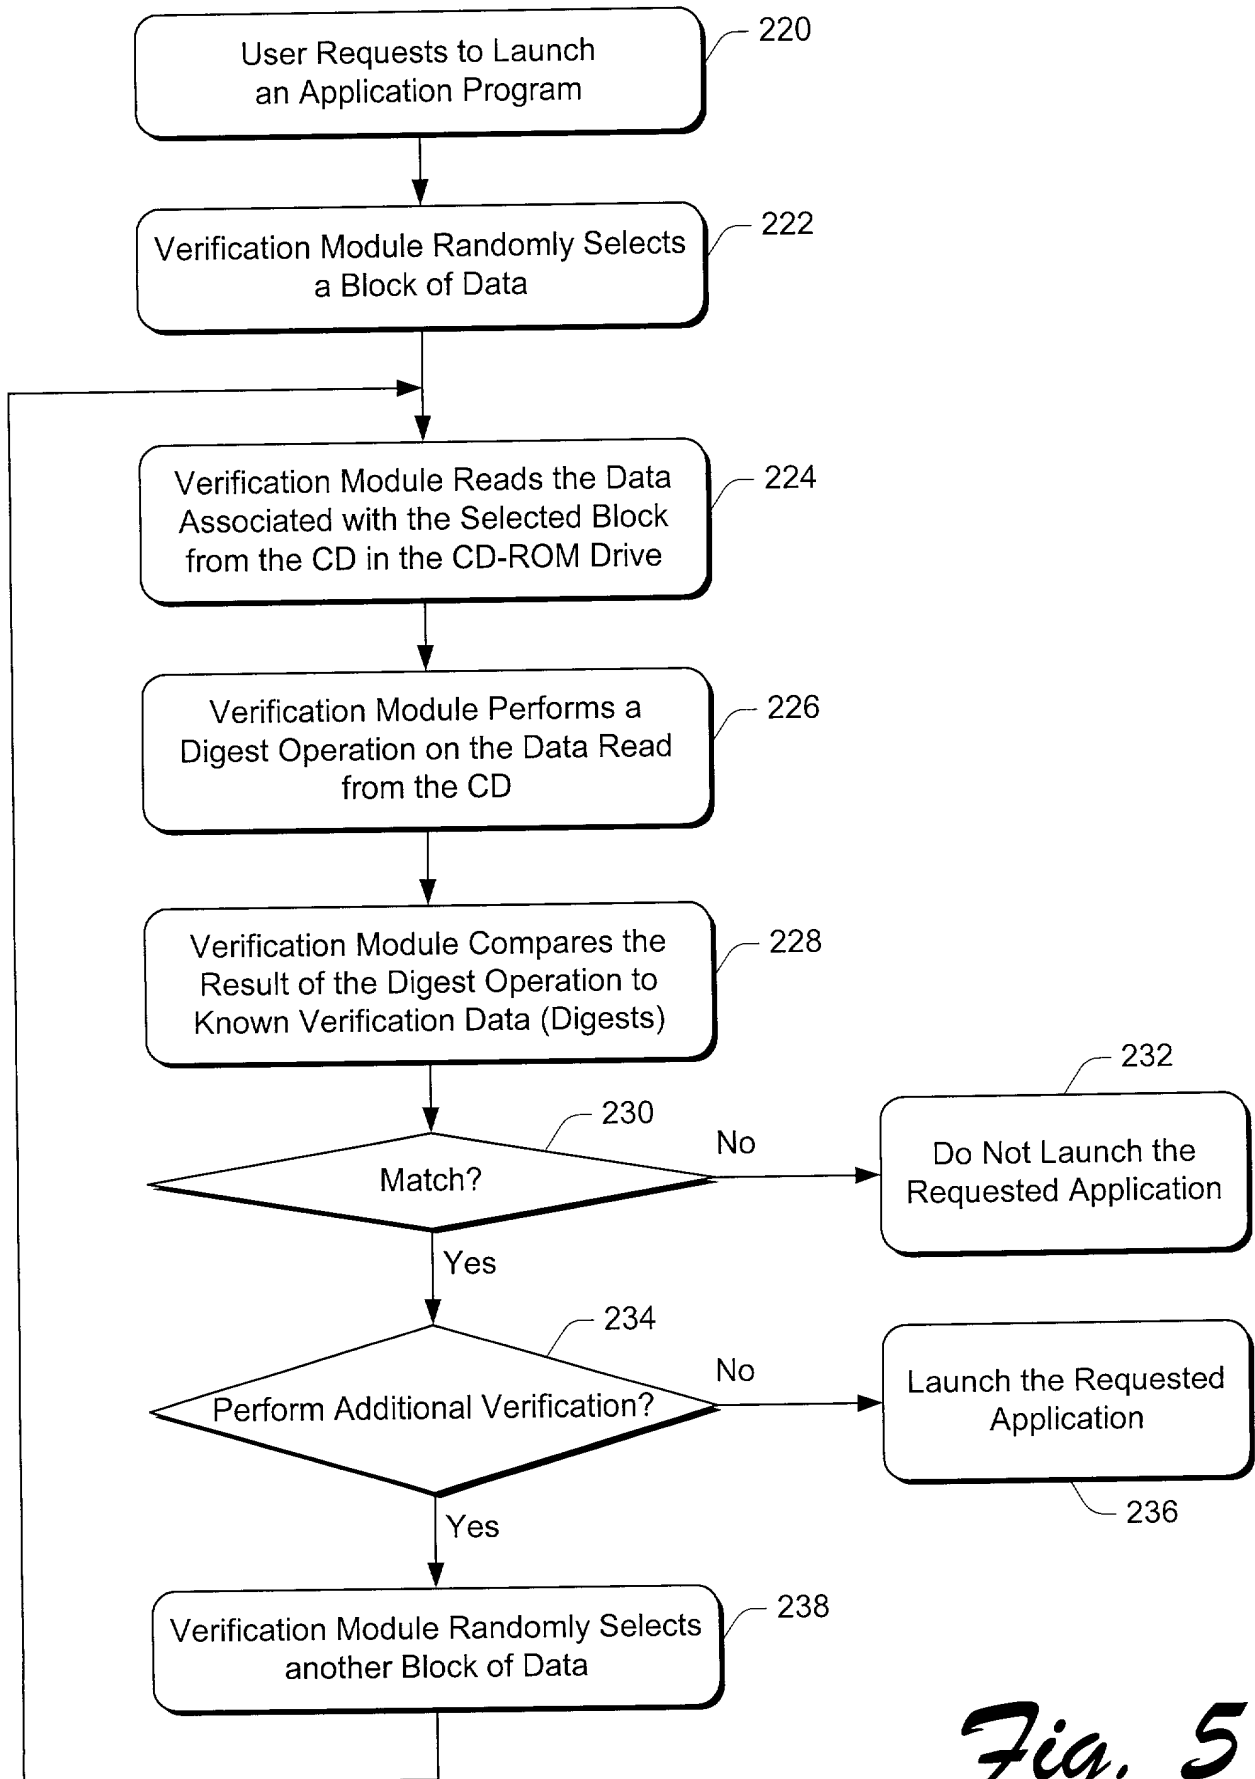 User Requests to Launch
an Application Program
220
Verification Module Randomly Selects
a Block of Data
222
Verification Module Reads the Data
Associated with the Selected Block
from the CD in the CD-ROM Drive
224
Verification Module Performs a
Digest Operation on the Data Read
from the CD
226
Verification Module Compares the
Result of the Digest Operation to
Known Verification Data (Digests)
228
Match?
230
No
Do Not Launch the
Requested Application
232
Yes
Perform Additional Verification?
234
No
Launch the Requested
Application
236
Yes
Verification Module Randomly Selects
another Block of Data
238
Fig. 5